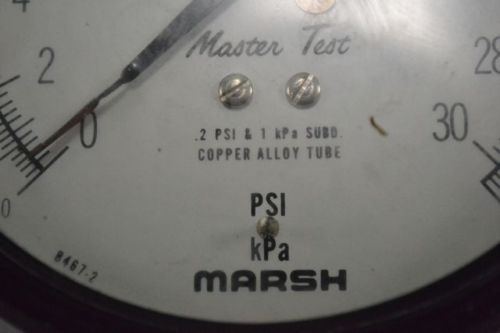 4
Master Test
2
28
0
30
.2 PSI & 1 kPa SUBD.
COPPER ALLOY TUBE
0
PSI
kPa
8467-2
MARSH